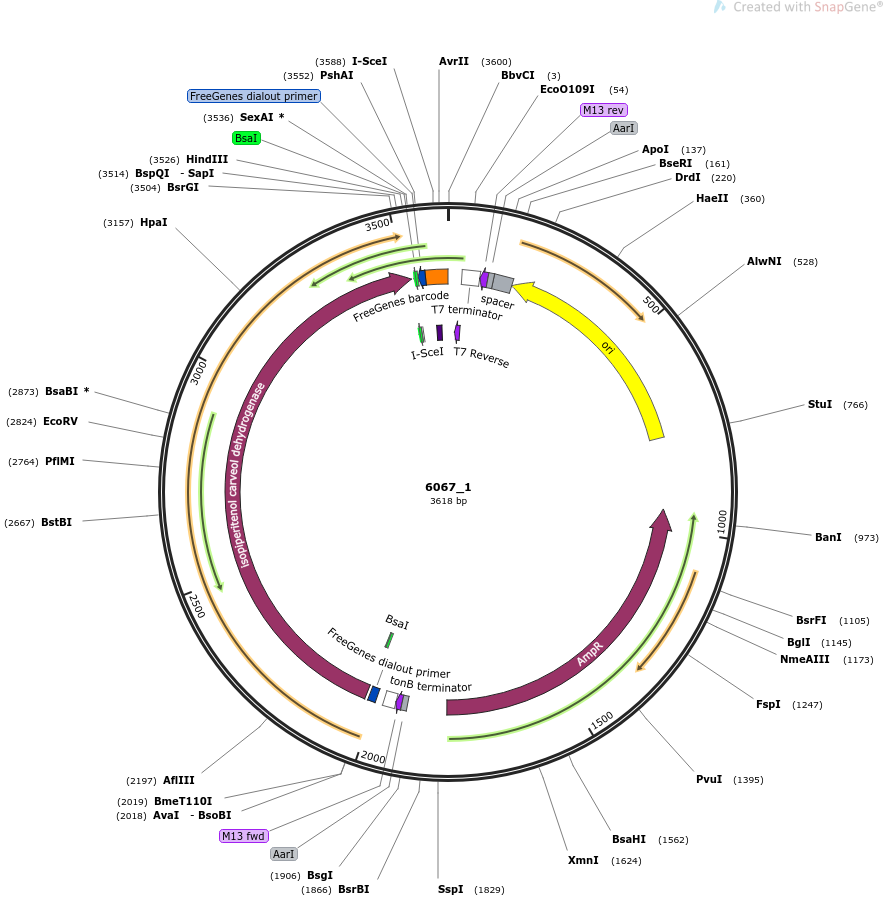 Created with SnapGene®
(3588) I-SceI
AvrII (3600)
(3552) PshAI
BbvCI (3)
FreeGenes dialout primer
EcoO109I (54)
(3536) SexAI *
M13 rev
BsaI
AarI
(3526) HindIII
ApoI (137)
(3514) BspQI - SapI
BseRI (161)
(3504) BsrGI
DrdI (220)
(3157) HpaI
HaeII (360)
3500
AlwNI (528)
FreeGenes barcode
spacer
T7 terminator
500
I-SceI
T7 Reverse
ori
3000
(2873) BsaBI *
StuI (766)
(2824) EcoRV
(2764) PflMI
isopiperitenol carveol dehydrogenase
6067_1
3618 bp
(2667) BstBI
1000
BanI (973)
2500
BsaI
BsrFI (1105)
FreeGenes dialout primer
BglI (1145)
AmpR
NmeAIII (1173)
tonB terminator
FspI (1247)
1500
2000
(2197) AflIII
PvuI (1395)
(2019) BmeT110I
(2018) AvaI - BsoBI
M13 fwd
BsaHI (1562)
AarI
XmnI (1624)
(1906) BsgI
(1866) BsrBI
SspI (1829)